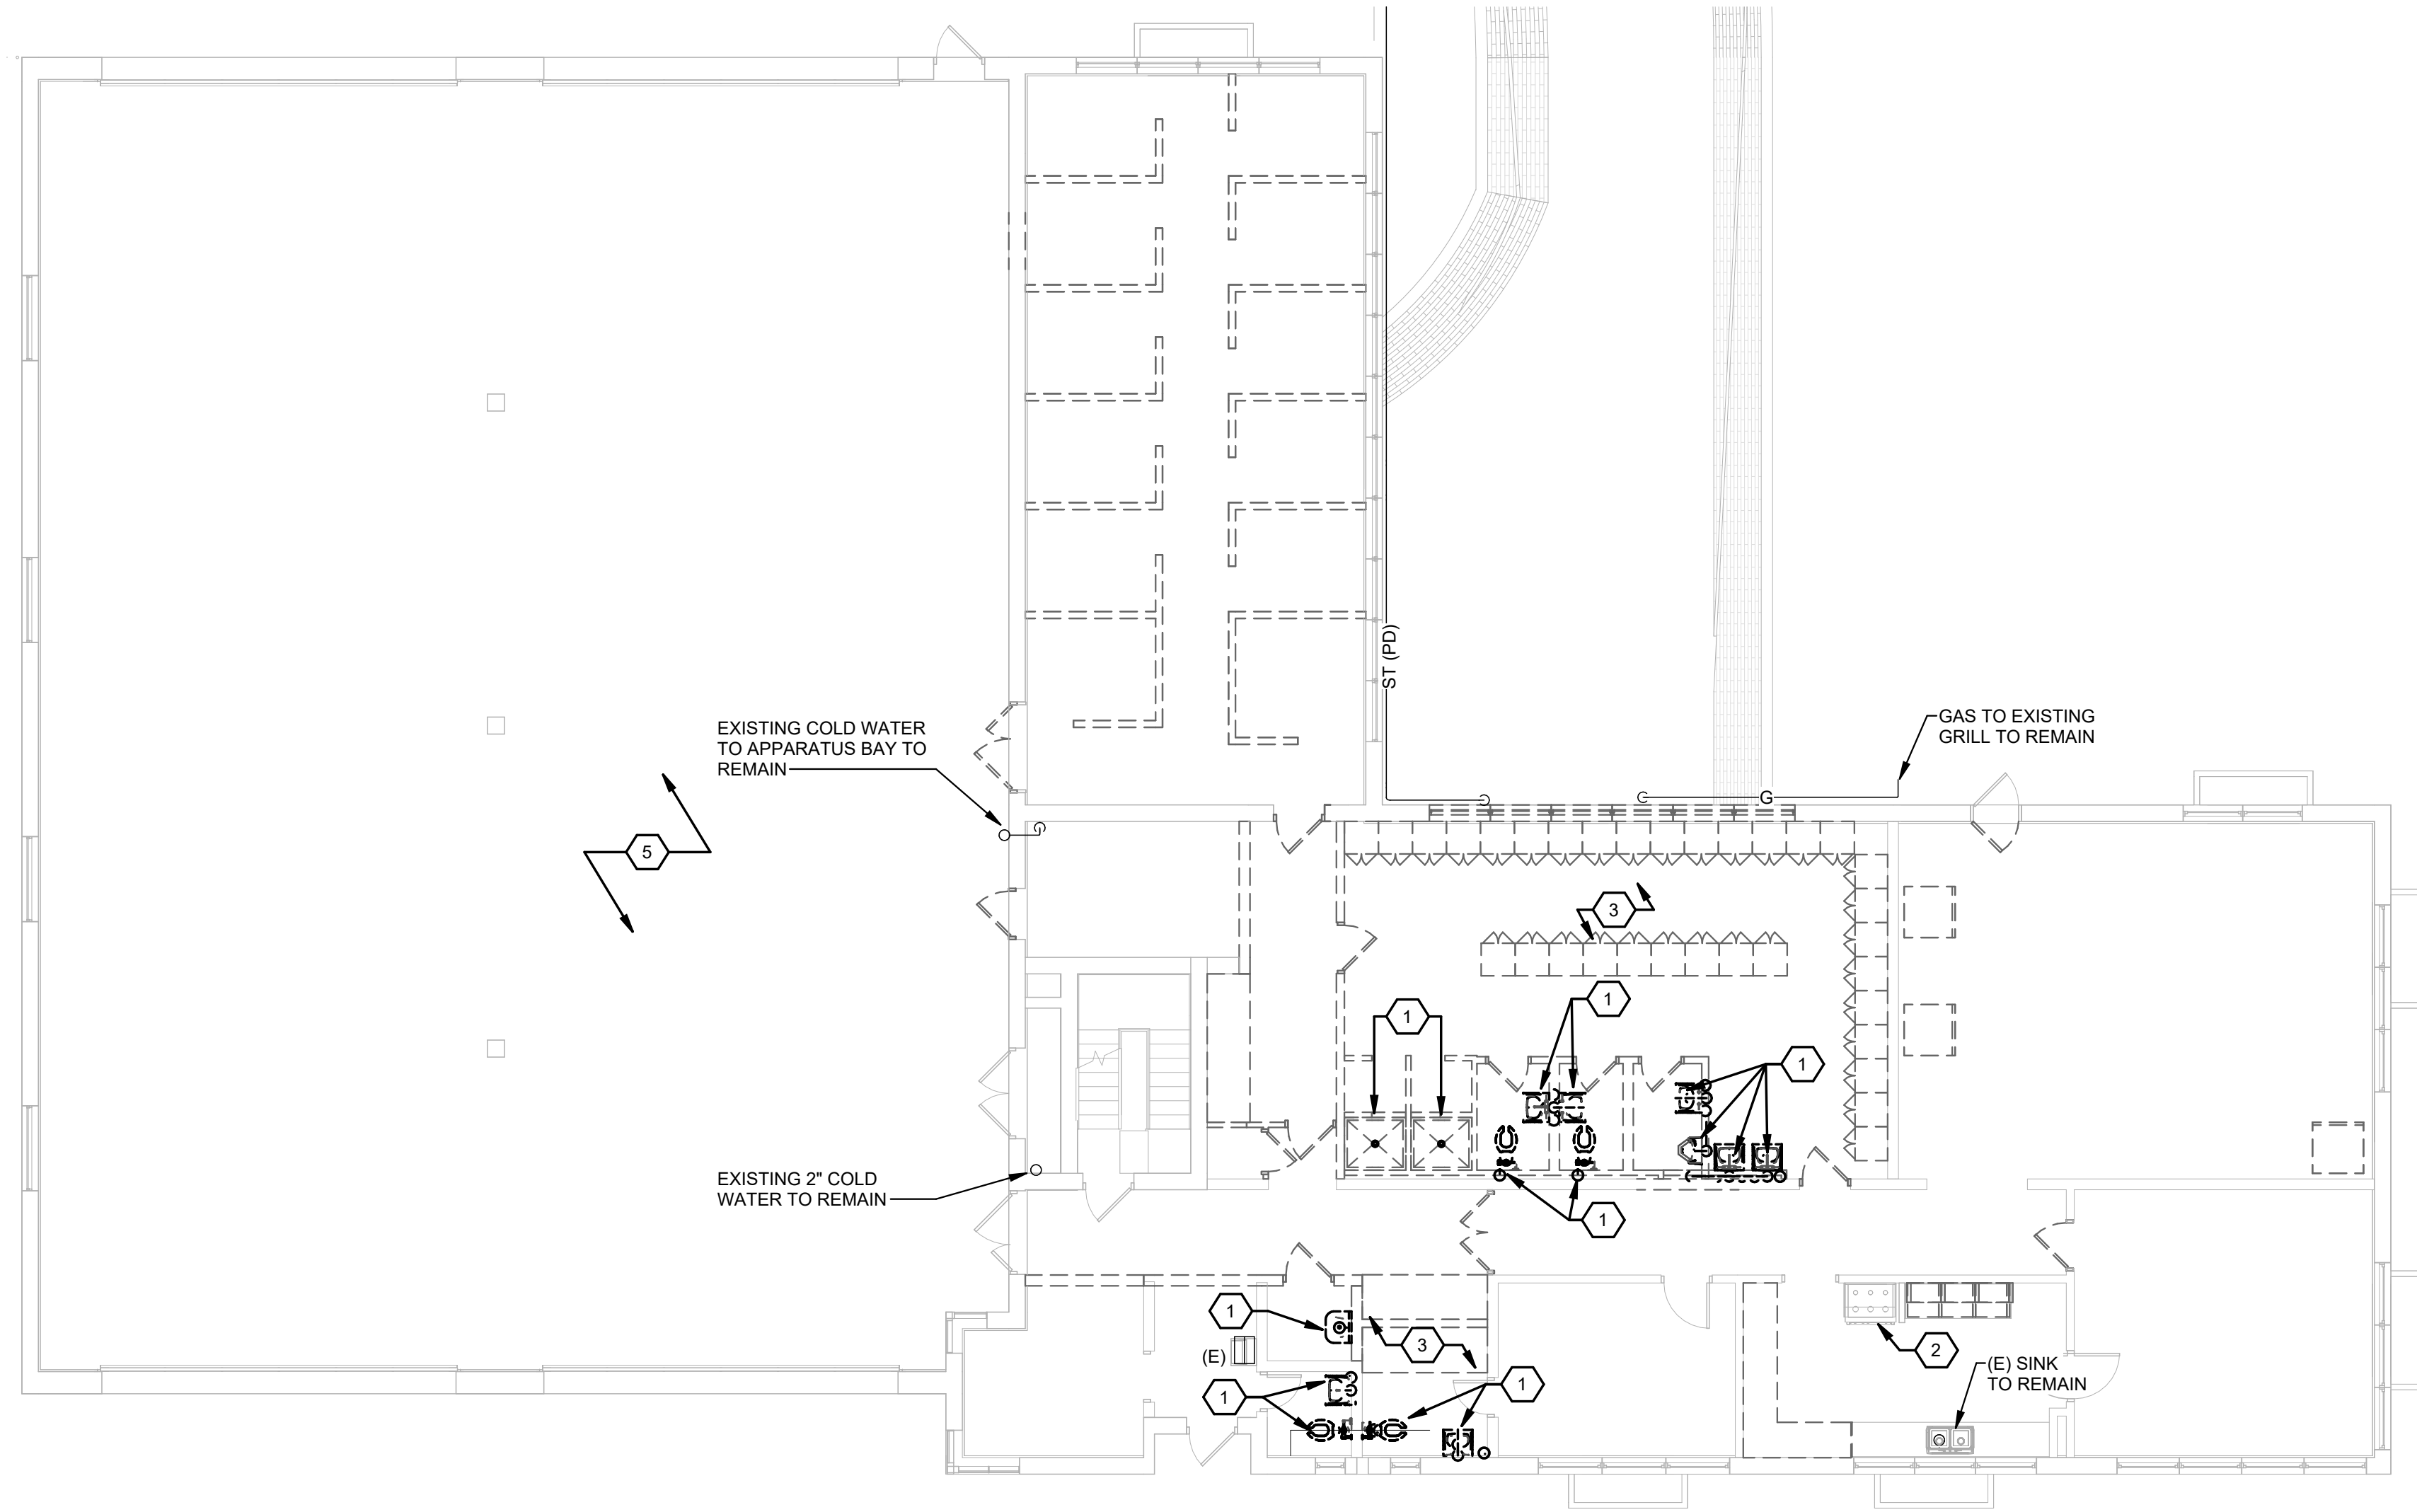 ST (PD)
EXISTING COLD WATER
TO APPARATUS BAY TO
REMAIN
GAS TO EXISTING
GRILL TO REMAIN
G
5
3
1
1
1
EXISTING 2" COLD
WATER TO REMAIN
1
1
3
2
(E)
(E) SINK
TO REMAIN
1
1